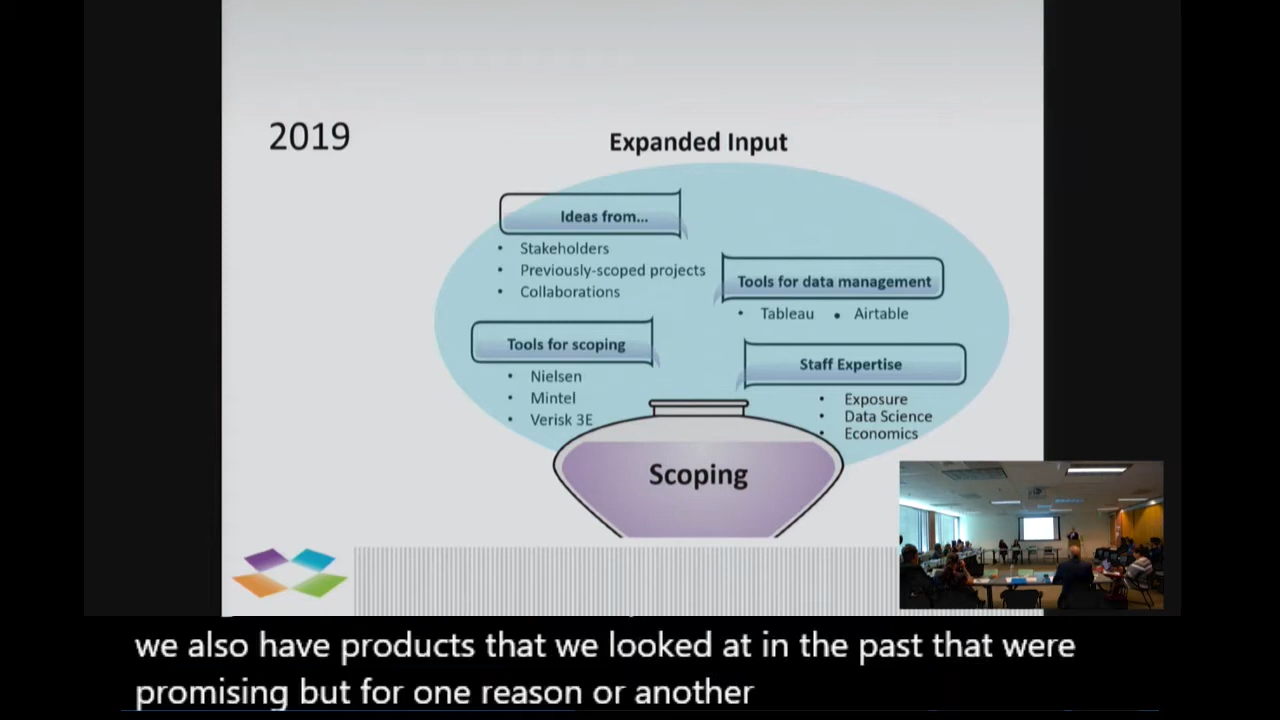 2019
Expanded Input
Ideas from...
• Stakeholders
• Previously-scoped projects
• Collaborations
Tools for data management
• Tableau • Airtable
Tools for scoping
• Nielsen
• Mintel
• Verisk 3E
Staff Expertise
• Exposure
• Data Science
• Economics
Scoping
we also have products that we looked at in the past that were
promising but for one reason or another